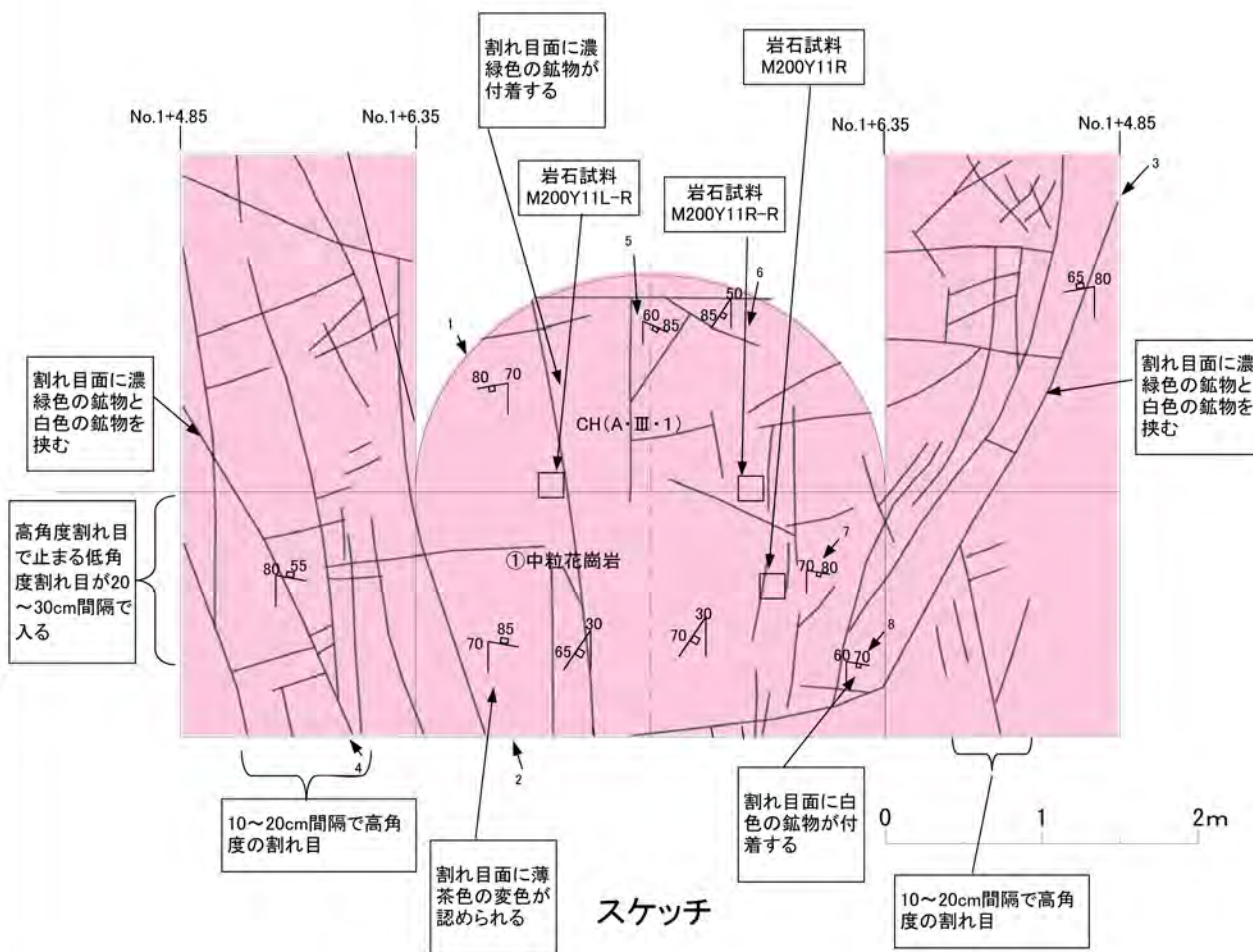 割れ目面に濃
緑色の鉱物が
付着する
岩石試料
M200Y11R
No.1+4.85
No.1+6.35
No.1+6.35
No.1+4.85
岩石試料
M200Y11L-R
岩石試料
M200Y11R-R
3
5
6
65
80
50
60
85
85
1
80
70
割れ目面に濃
緑色の鉱物と
白色の鉱物を
挟む
割れ目面に濃
緑色の鉱物と
白色の鉱物を
挟む
CH(A・Ⅲ・1)
高角度割れ目
で止まる低角
度割れ目が20
～30cm間隔で
入る
①中粒花崗岩
7
80
55
70
80
30
30
70
85
65
70
8
60
70
4
2
10～20cm間隔で高角
度の割れ目
割れ目面に薄
茶色の変色が
認められる
割れ目面に白
色の鉱物が付
着する
0
1
2m
10～20cm間隔で高角
度の割れ目
スケッチ